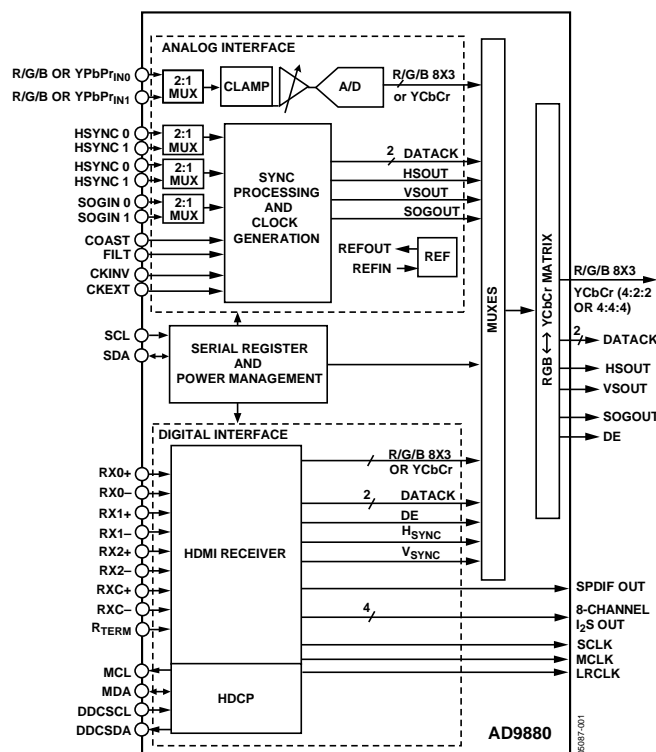 ANALOG INTERFACE
R/G/B OR YPbPrIN0
R/G/B OR YPbPrIN1
2:1
MUX
CLAMP
A/D
R/G/B 8X3
or YCbCr
HSYNC 0
HSYNC 1
2:1
MUX
HSYNC 0
HSYNC 1
2:1
MUX
SOGIN 0
SOGIN 1
2:1
MUX
COAST
FILT
CKINV
CKEXT
SYNC
PROCESSING
AND
CLOCK
GENERATION
2
DATACK
HSOUT
VSOUT
SOGOUT
REFOUT
REFIN
REF
MUXES
RGB ↔ YCbCr MATRIX
R/G/B 8X3
YCbCr (4:2:2
OR 4:4:4)
2
DATACK
HSOUT
VSOUT
SOGOUT
DE
SCL
SDA
SERIAL REGISTER
AND
POWER MANAGEMENT
DIGITAL INTERFACE
RX0+
RX0–
RX1+
RX1–
RX2+
RX2–
RXC+
RXC–
RTERM
HDMI RECEIVER
R/G/B 8X3
OR YCbCr
2
DATACK
DE
HSYNC
VSYNC
SPDIF OUT
4
8-CHANNEL
I2S OUT
SCLK
MCLK
LRCLK
MCL
MDA
DDCSCL
DDCSDA
HDCP
AD9880
05087-001